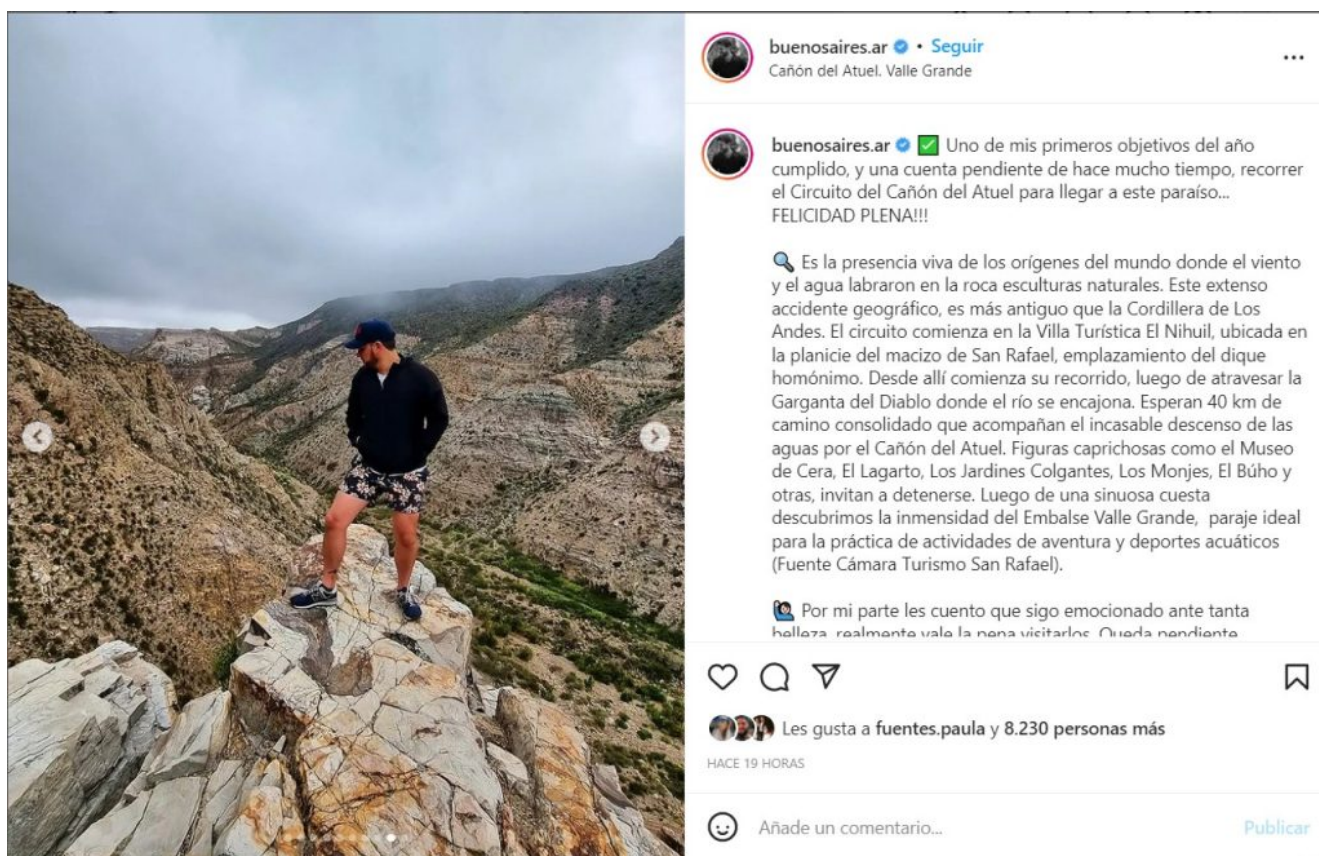 buenosaires.ar • Seguir
Cañón del Atuel. Valle Grande
buenosaires.ar ✅ Uno de mis primeros objetivos del año
cumplido, y una cuenta pendiente de hace mucho tiempo, recorrer
el Circuito del Cañón del Atuel para llegar a este paraíso...
FELICIDAD PLENA!!!
🔍 Es la presencia viva de los orígenes del mundo donde el viento
y el agua labraron en la roca esculturas naturales. Este extenso
accidente geográfico, es más antiguo que la Cordillera de Los
Andes. El circuito comienza en la Villa Turística El Nihuil, ubicada en
la planicie del macizo de San Rafael, emplazamiento del dique
homónimo. Desde allí comienza su recorrido, luego de atravesar la
Garganta del Diablo donde el río se encajona. Esperan 40 km de
camino consolidado que acompañan el incasable descenso de las
aguas por el Cañón del Atuel. Figuras caprichosas como el Museo
de Cera, El Lagarto, Los Jardines Colgantes, Los Monjes, El Búho y
otras, invitan a detenerse. Luego de una sinuosa cuesta
descubrimos la inmensidad del Embalse Valle Grande, paraje ideal
para la práctica de actividades de aventura y deportes acuáticos
(Fuente Cámara Turismo San Rafael).
🙋🏻 Por mi parte les cuento que sigo emocionado ante tanta
belleza, realmente vale la pena visitarlos. Queda pendiente
Les gusta a fuentes.paula y 8.230 personas más
HACE 19 HORAS
Añade un comentario...
Publicar